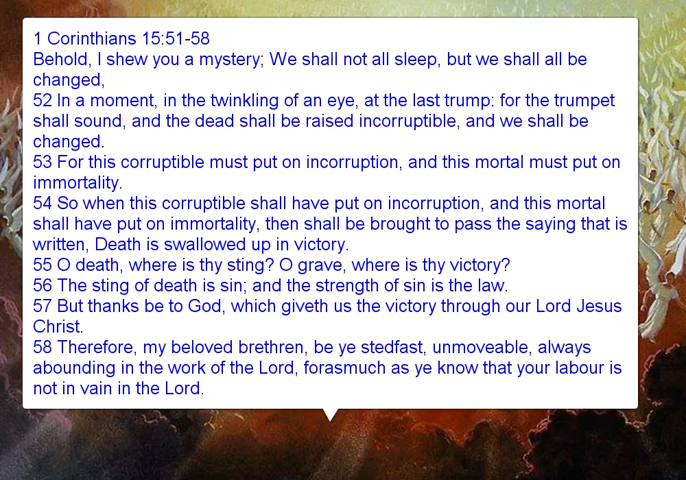 1 Corinthians 15:51-58
Behold, I shew you a mystery; We shall not all sleep, but we shall all be
changed,
52 In a moment, in the twinkling of an eye, at the last trump: for the trumpet
shall sound, and the dead shall be raised incorruptible, and we shall be
changed.
53 For this corruptible must put on incorruption, and this mortal must put on
immortality.
54 So when this corruptible shall have put on incorruption, and this mortal
shall have put on immortality, then shall be brought to pass the saying that is
written, Death is swallowed up in victory.
55 O death, where is thy sting? O grave, where is thy victory?
56 The sting of death is sin; and the strength of sin is the law.
57 But thanks be to God, which giveth us the victory through our Lord Jesus
Christ.
58 Therefore, my beloved brethren, be ye stedfast, unmoveable, always
abounding in the work of the Lord, forasmuch as ye know that your labour is
not in vain in the Lord.